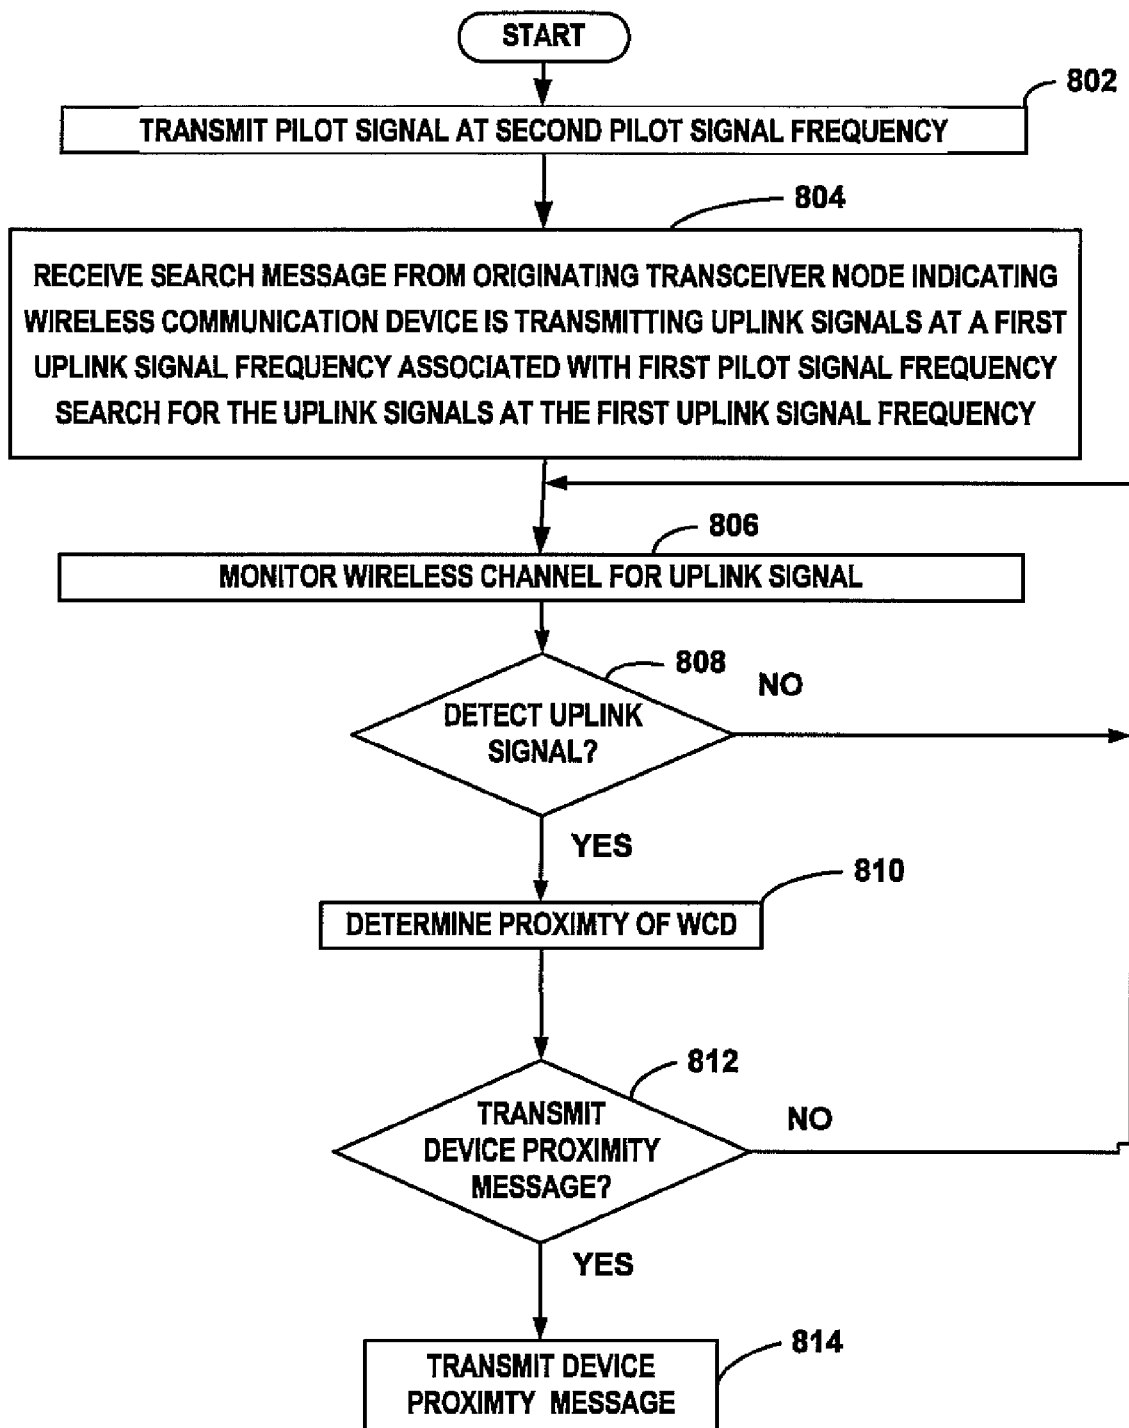 START
802
TRANSMIT PILOT SIGNAL AT SECOND PILOT SIGNAL FREQUENCY
804
RECEIVE SEARCH MESSAGE FROM ORIGINATING TRANSCEIVER NODE INDICATING
WIRELESS COMMUNICATION DEVICE IS TRANSMITTING UPLINK SIGNALS AT A FIRST
UPLINK SIGNAL FREQUENCY ASSOCIATED WITH FIRST PILOT SIGNAL FREQUENCY
SEARCH FOR THE UPLINK SIGNALS AT THE FIRST UPLINK SIGNAL FREQUENCY
806
MONITOR WIRELESS CHANNEL FOR UPLINK SIGNAL
808
NO
DETECT UPLINK
SIGNAL?
YES
810
DETERMINE PROXIMTY OF WCD
812
NO
TRANSMIT
DEVICE PROXIMITY
MESSAGE?
YES
814
TRANSMIT DEVICE
PROXIMTY MESSAGE